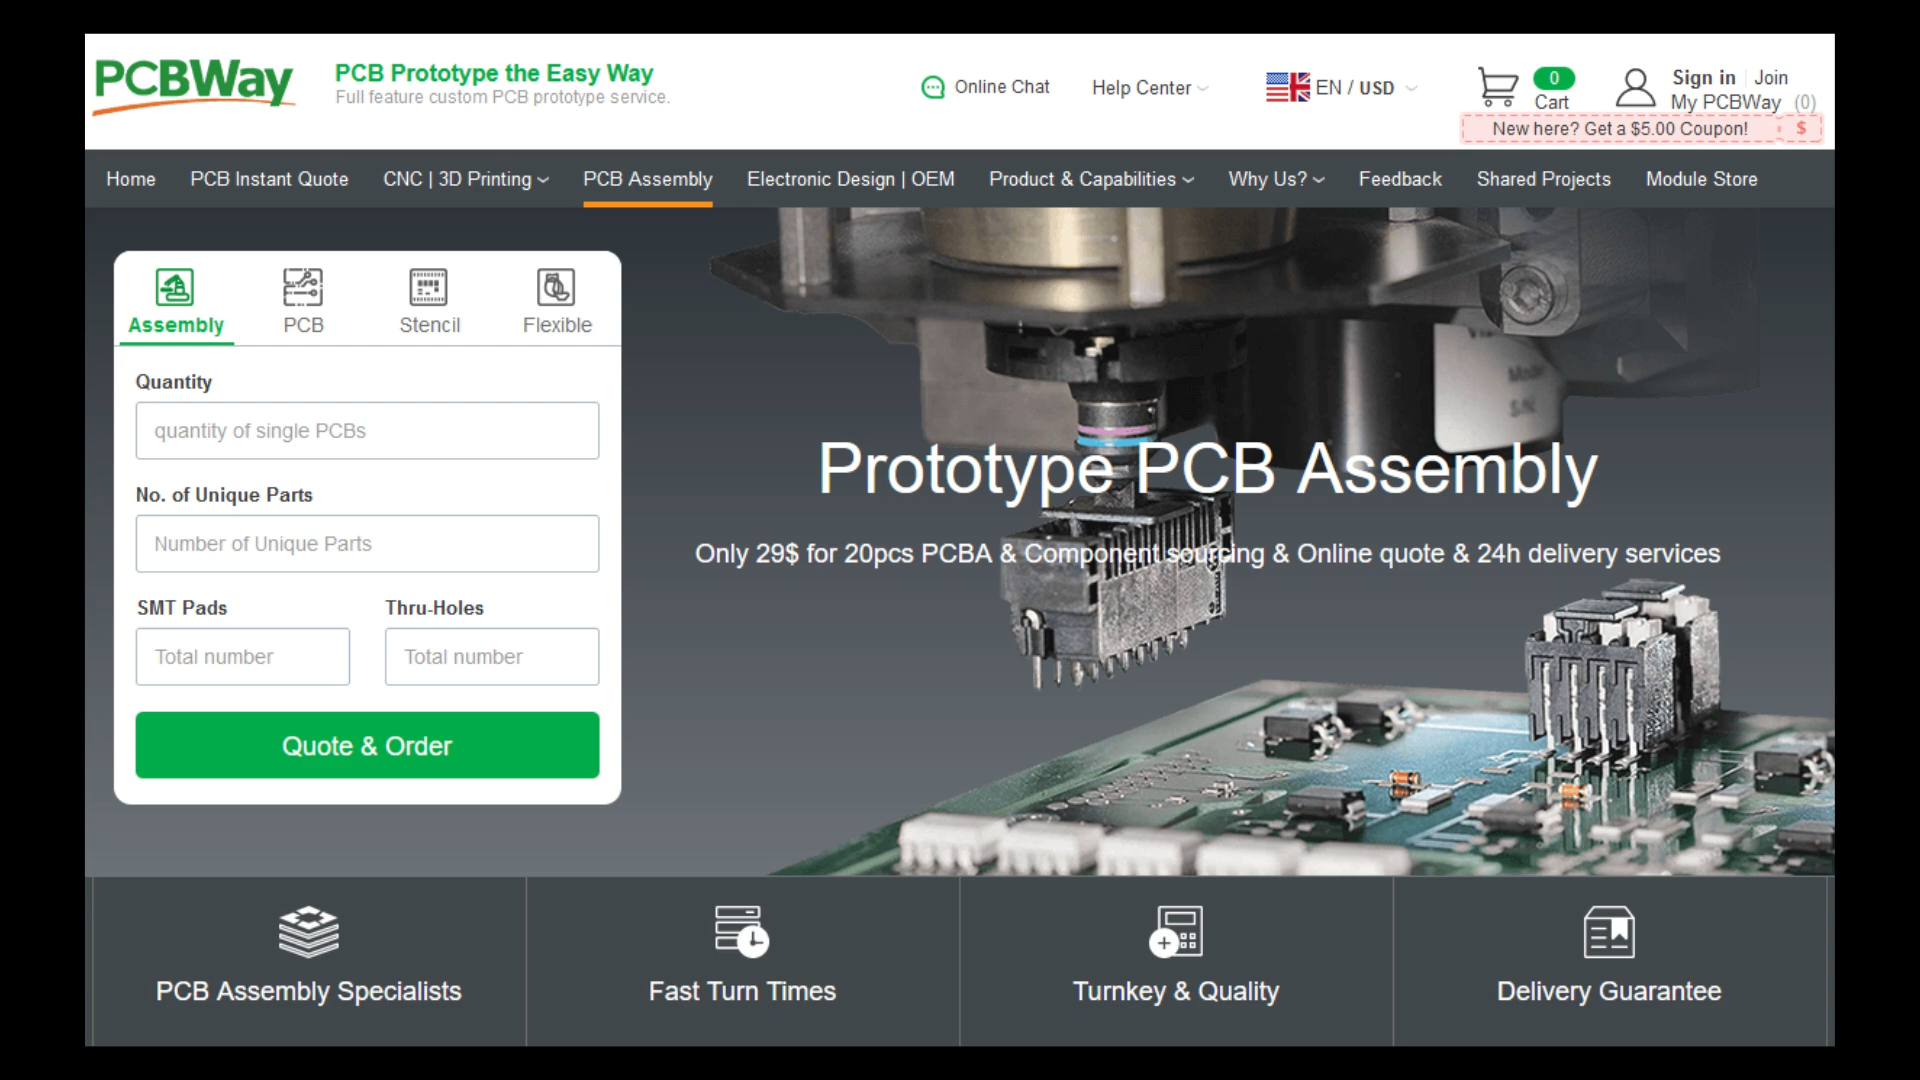 PCBWay
PCB Prototype the Easy Way
Full feature custom PCB prototype service.
Online Chat
Help Center
EN / USD
0
Cart
Sign in | Join
My PCBWay (0)
New here? Get a $5.00 Coupon! $
Home
PCB Instant Quote
CNC | 3D Printing
PCB Assembly
Electronic Design | OEM
Product & Capabilities
Why Us?
Feedback
Shared Projects
Module Store
Assembly
PCB
Stencil
Flexible
Quantity
quantity of single PCBs
No. of Unique Parts
Number of Unique Parts
SMT Pads
Thru-Holes
Total number
Total number
Quote & Order
Prototype PCB Assembly
Only 29$ for 20pcs PCBA & Component sourcing & Online quote & 24h delivery services
PCB Assembly Specialists
Fast Turn Times
Turnkey & Quality
Delivery Guarantee